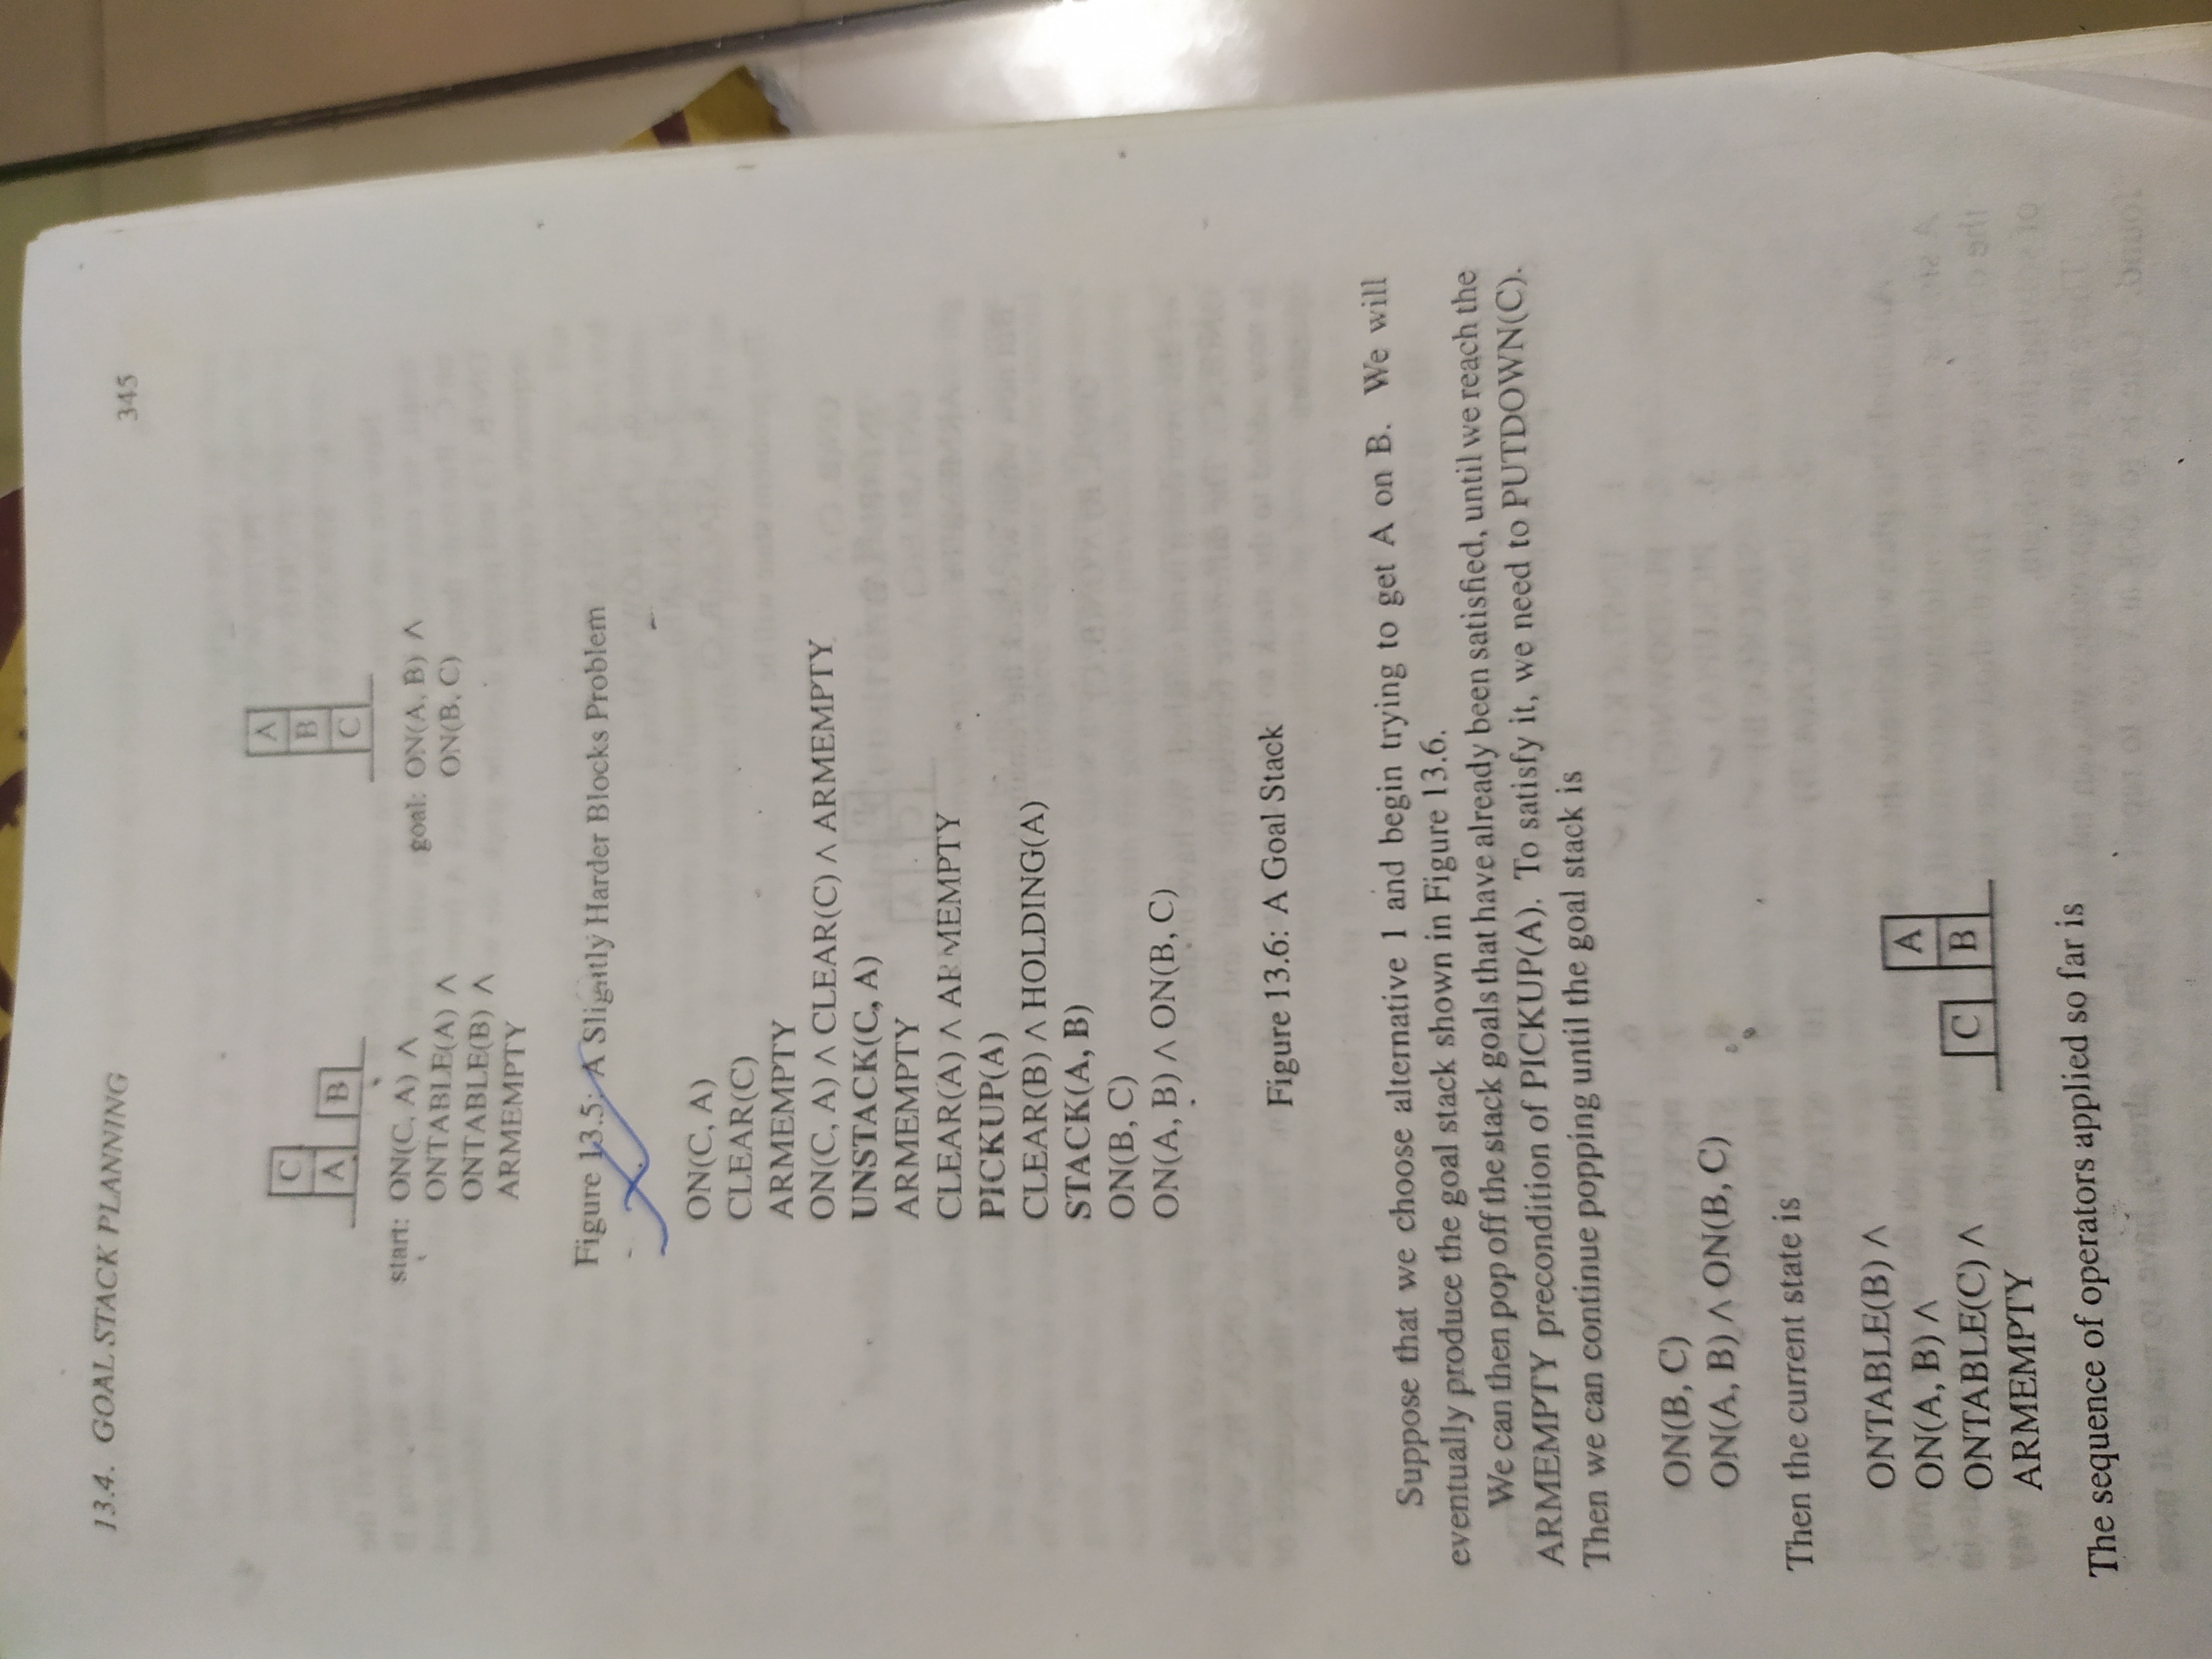 13.4. GOAL STACK PLANNING
345
C
A B
A
B
C
start: ON(C, A) ∧
ONTABLE(A) ∧
ONTABLE(B) ∧
ARMEMPTY
goal: ON(A, B) ∧
ON(B, C)
Figure 13.5: A Slightly Harder Blocks Problem
ON(C, A)
CLEAR(C)
ARMEMPTY
ON(C, A) ∧ CLEAR(C) ∧ ARMEMPTY
UNSTACK(C, A)
ARMEMPTY
CLEAR(A) ∧ ARMEMPTY
PICKUP(A)
CLEAR(B) ∧ HOLDING(A)
STACK(A, B)
ON(B, C)
ON(A, B) ∧ ON(B, C)
Figure 13.6: A Goal Stack
Suppose that we choose alternative 1 and begin trying to get A on B. We will
eventually produce the goal stack shown in Figure 13.6.
We can then pop off the stack goals that have already been satisfied, until we reach the
ARMEMPTY precondition of PICKUP(A). To satisfy it, we need to PUTDOWN(C).
Then we can continue popping until the goal stack is
ON(B, C)
ON(A, B) ∧ ON(B, C)
Then the current state is
ONTABLE(B) ∧
ON(A, B) ∧
ONTABLE(C) ∧
ARMEMPTY
A
C B
The sequence of operators applied so far is